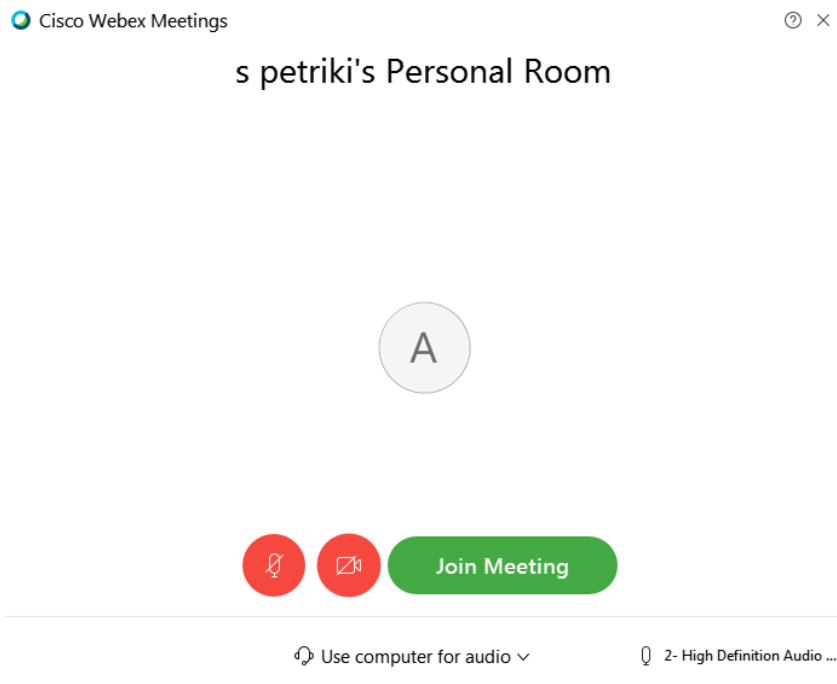 Cisco Webex Meetings
s petriki's Personal Room
A
Join Meeting
Use computer for audio
2- High Definition Audio ...